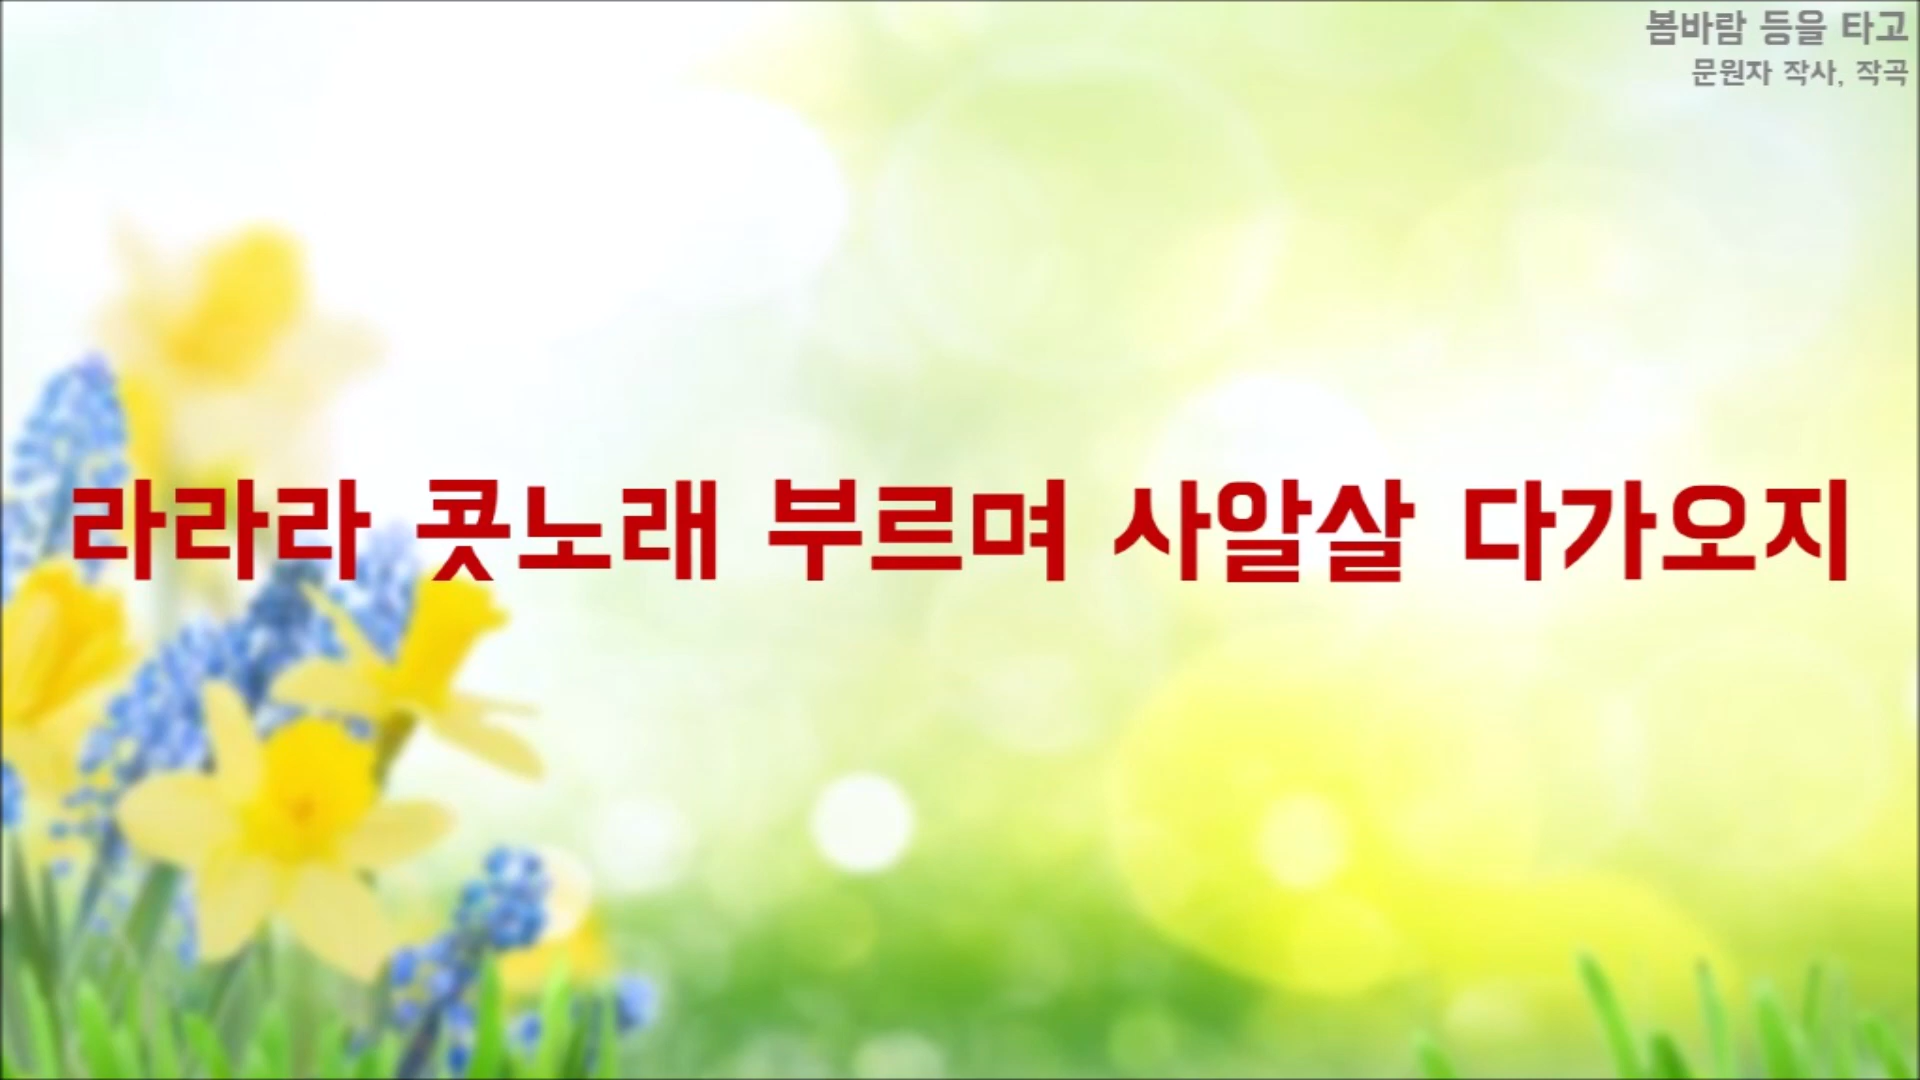 봄바람 등을 타고
문원자 작사, 작곡
라라라 콧노래 부르며 사알살 다가오지